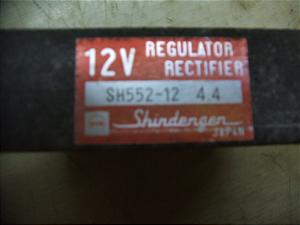 12V REGULATOR
RECTIFIER
SH552-12 4.4
Shindengen
JAPAN